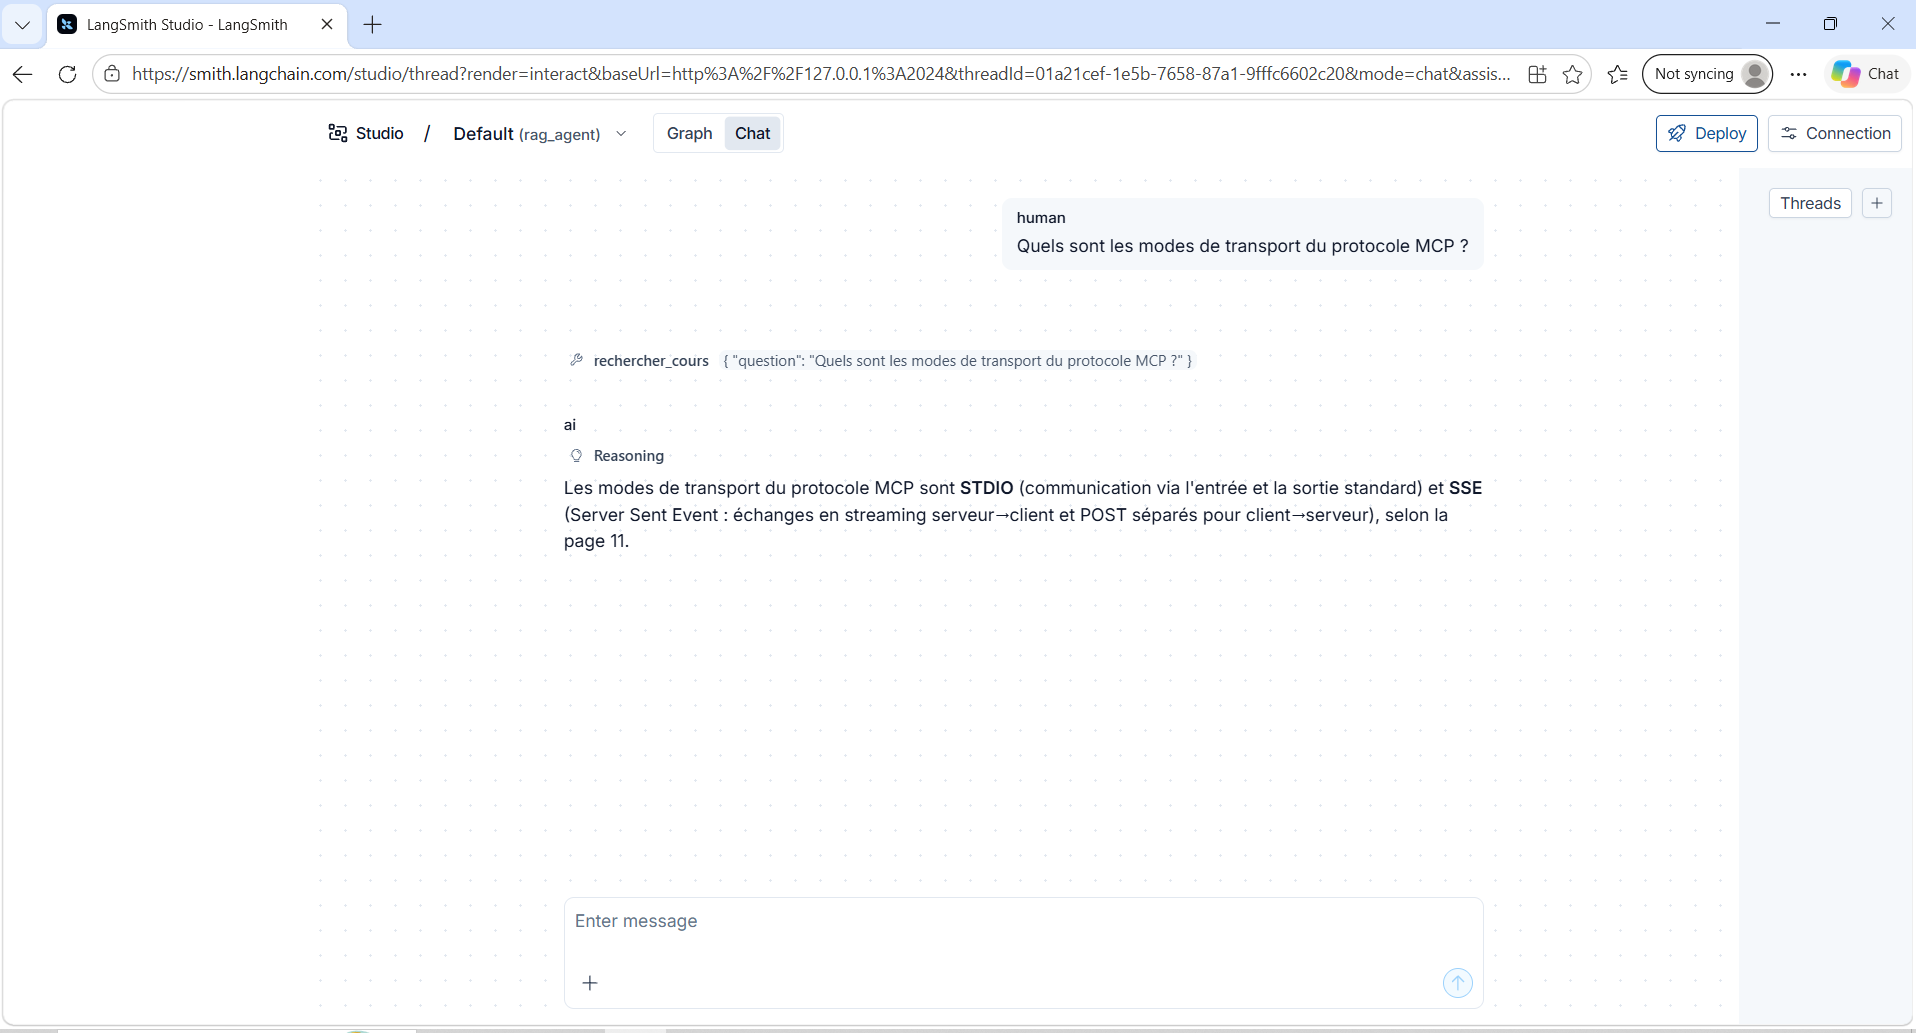 LangSmith Studio - LangSmith
https://smith.langchain.com/studio/thread?render=interact&baseUrl=http%3A%2F%2F127.0.0.1%3A2024&threadId=01a21cef-1e5b-7658-87a1-9fffc6602c20&mode=chat&assis...
Not syncing
Chat
Studio / Default (rag_agent)
Graph
Chat
Deploy
Connection
Threads
human
Quels sont les modes de transport du protocole MCP ?
rechercher_cours { "question": "Quels sont les modes de transport du protocole MCP ?" }
ai
Reasoning
Les modes de transport du protocole MCP sont STDIO (communication via l'entrée et la sortie standard) et SSE
(Server Sent Event : échanges en streaming serveur→client et POST séparés pour client→serveur), selon la
page 11.
Enter message